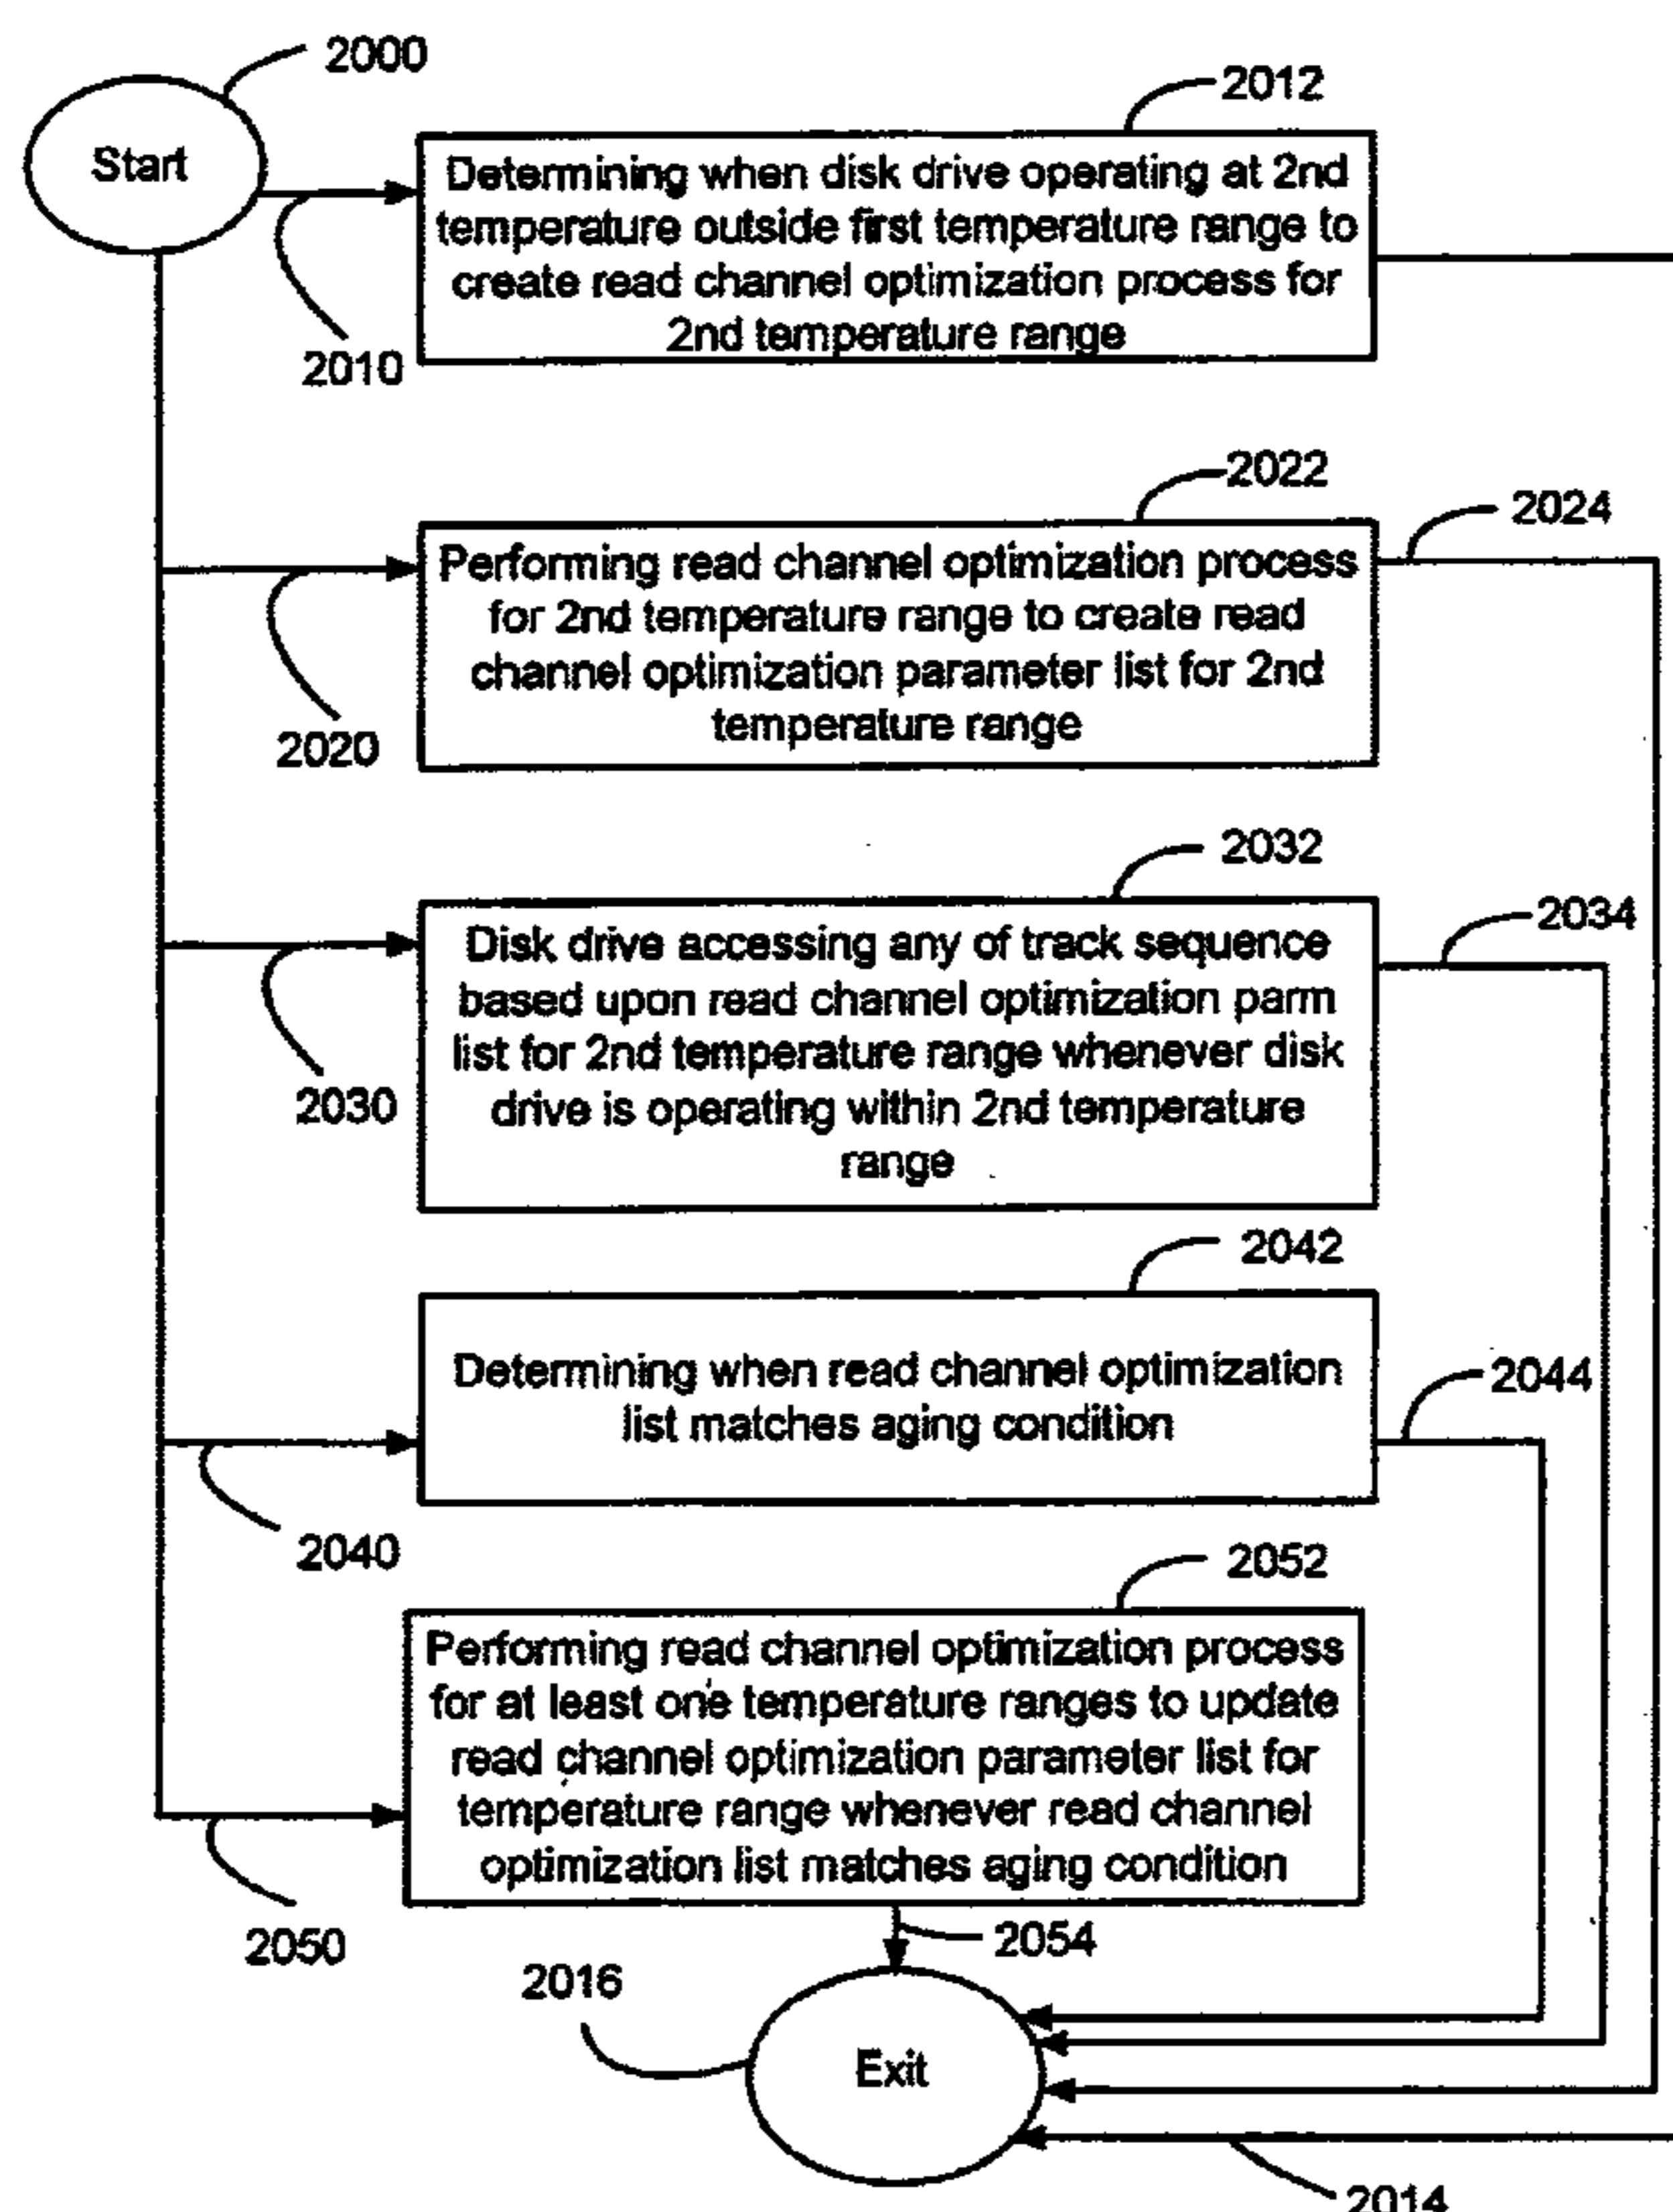 2000
Start
2012
Determining when disk drive operating at 2nd
temperature outside first temperature range to
create read channel optimization process for
2nd temperature range
2010
2022
2024
Performing read channel optimization process
for 2nd temperature range to create read
channel optimization parameter list for 2nd
temperature range
2020
2032
2034
Disk drive accessing any of track sequence
based upon read channel optimization parm
list for 2nd temperature range whenever disk
drive is operating within 2nd temperature
range
2030
2042
2044
Determining when read channel optimization
list matches aging condition
2040
2052
Performing read channel optimization process
for at least one temperature ranges to update
read channel optimization parameter list for
temperature range whenever read channel
optimization list matches aging condition
2050
2054
2016
Exit
2014